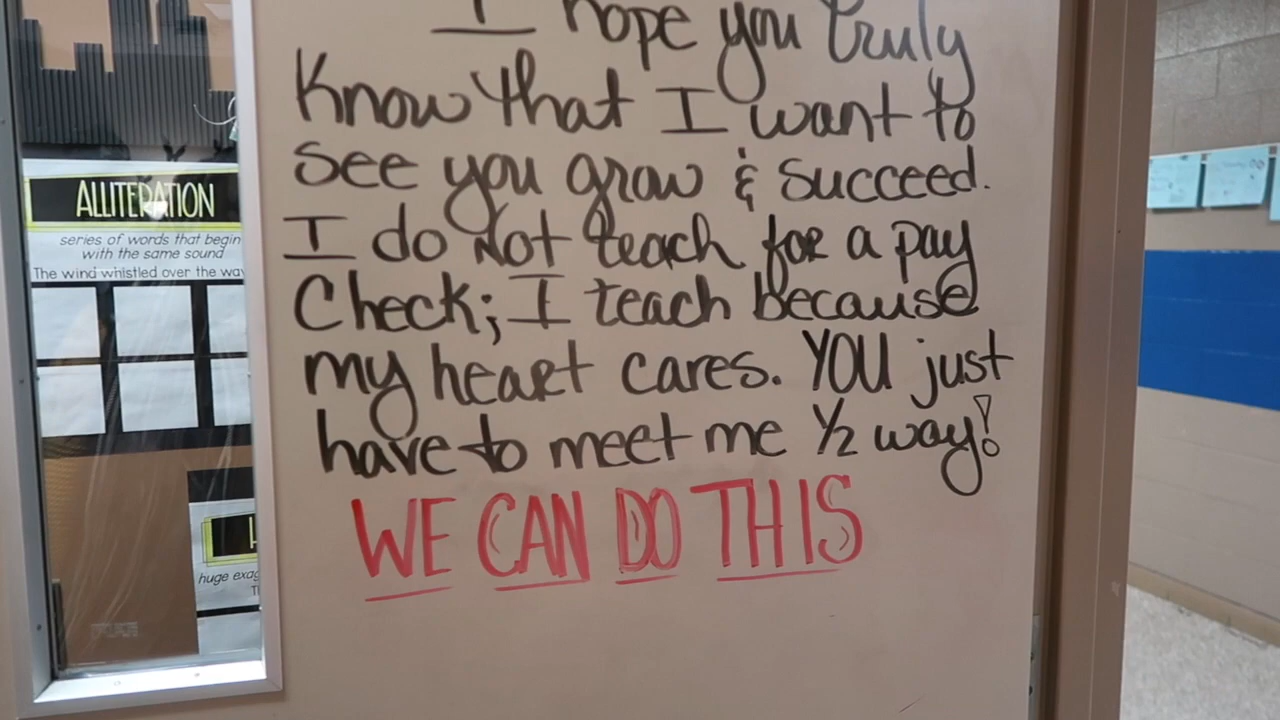 I hope you truly
Know that I want to
see you grow & succeed.
I do Not teach for a pay
Check; I teach because
my heart cares. YOU just
have to meet me 1/2 way!
WE CAN DO THIS
ALLITERATION
series of words that begin
with the same sound
The wind whistled over the
huge